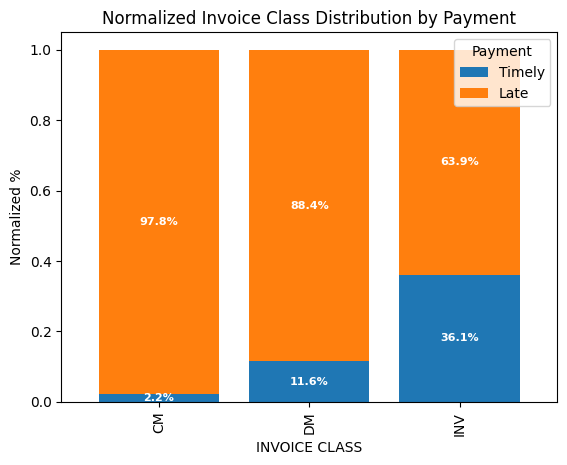 Normalized Invoice Class Distribution by Payment
Payment
Timely
Late
Normalized %
1.0
0.8
0.6
0.4
0.2
0.0
97.8%
2.2%
88.4%
11.6%
63.9%
36.1%
CM
DM
INV
INVOICE CLASS